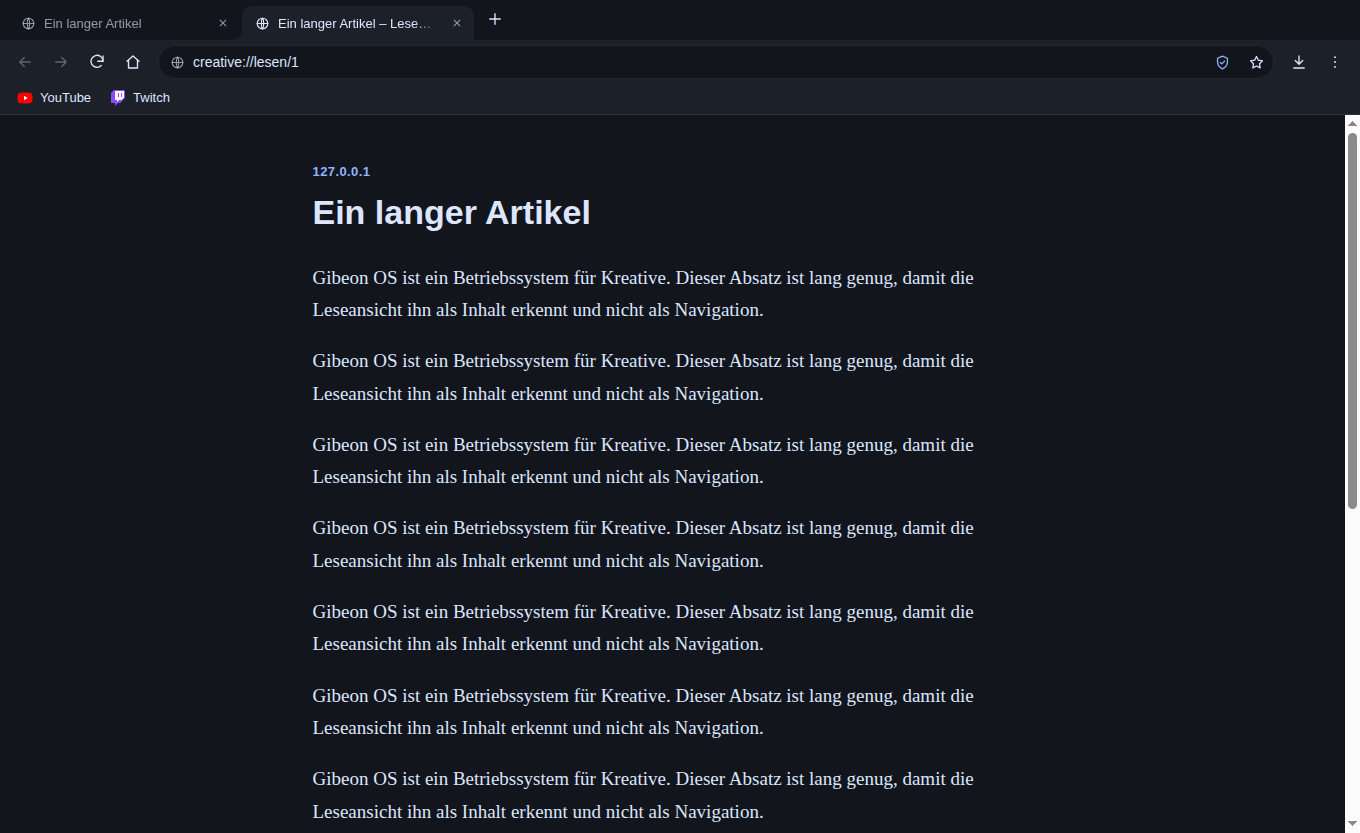 Ein langer Artikel
Ein langer Artikel – Lese…
creative://lesen/1
YouTube
Twitch
127.0.0.1
Ein langer Artikel
Gibeon OS ist ein Betriebssystem für Kreative. Dieser Absatz ist lang genug, damit die
Leseansicht ihn als Inhalt erkennt und nicht als Navigation.
Gibeon OS ist ein Betriebssystem für Kreative. Dieser Absatz ist lang genug, damit die
Leseansicht ihn als Inhalt erkennt und nicht als Navigation.
Gibeon OS ist ein Betriebssystem für Kreative. Dieser Absatz ist lang genug, damit die
Leseansicht ihn als Inhalt erkennt und nicht als Navigation.
Gibeon OS ist ein Betriebssystem für Kreative. Dieser Absatz ist lang genug, damit die
Leseansicht ihn als Inhalt erkennt und nicht als Navigation.
Gibeon OS ist ein Betriebssystem für Kreative. Dieser Absatz ist lang genug, damit die
Leseansicht ihn als Inhalt erkennt und nicht als Navigation.
Gibeon OS ist ein Betriebssystem für Kreative. Dieser Absatz ist lang genug, damit die
Leseansicht ihn als Inhalt erkennt und nicht als Navigation.
Gibeon OS ist ein Betriebssystem für Kreative. Dieser Absatz ist lang genug, damit die
Leseansicht ihn als Inhalt erkennt und nicht als Navigation.